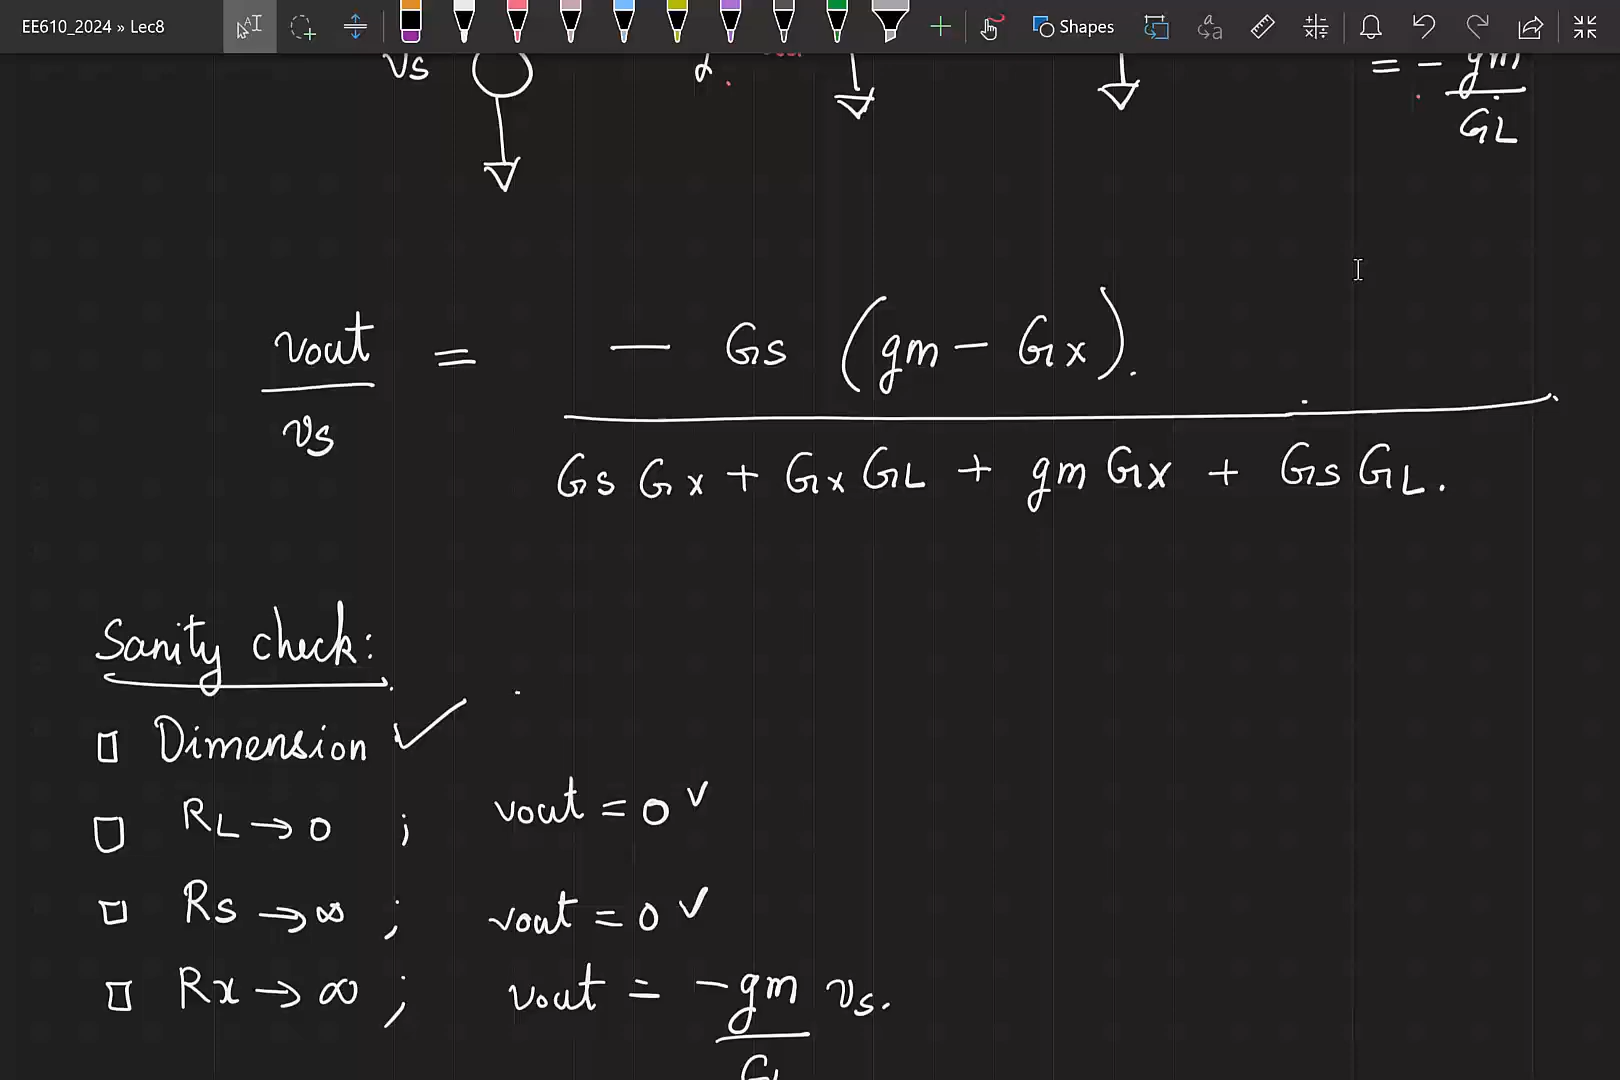 EE610_2024 » Lec8
Shapes
vs
= - gm
GL
vout = - Gs (gm - Gx).
vs
Gs Gx + Gx GL + gm Gx + Gs GL.
Sanity check:
Dimension ✓
RL → 0 ; vout = 0 ✓
Rs → ∞ ; vout = 0 ✓
Rx → ∞ ; vout = -gm vs.